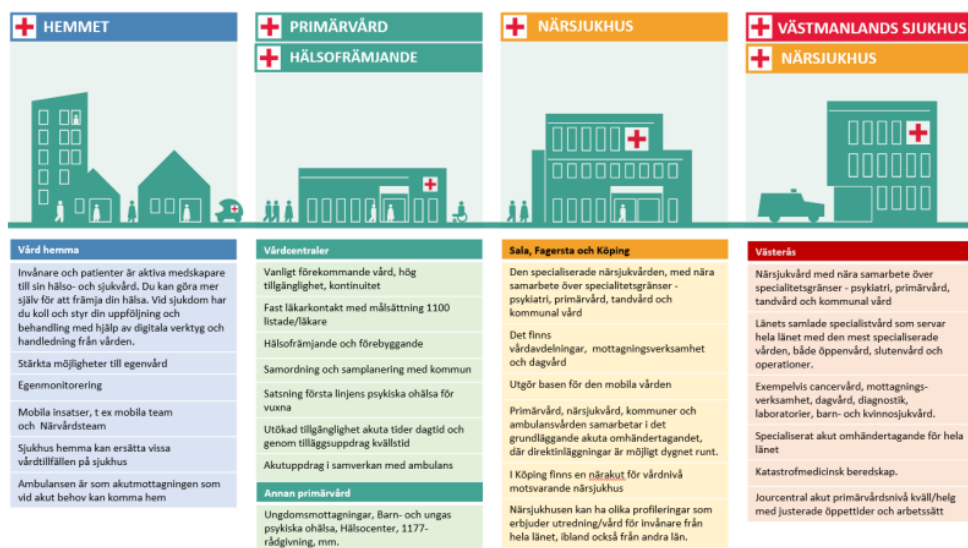 HEMMET
Vård hemma
Invånare och patienter är aktiva medskapare
till sin hälso- och sjukvård. Du kan göra mer
själv för att främja din hälsa. Vid sjukdom har
du koll och styr din uppföljning och
behandling med hjälp av digitala verktyg och
handledning från vården.
Stärkta möjligheter till egenvård
Egenmonitorering
Mobila insatser, t ex mobila team
och Närvårdsteam
Sjukhus hemma kan ersätta vissa
vårdtillfällen på sjukhus
Ambulansen är som akutmottagningen som
vid akut behov kan komma hem
PRIMÄRVÅRD
HÄLSOFRÄMJANDE
Vårdcentraler
Vanligt förekommande vård, hög
tillgänglighet, kontinuitet
Fast läkarkontakt med målsättning 1100
listade/läkare
Hälsofrämjande och förebyggande
Samordning och samplanering med kommun
Satsning första linjens psykiska ohälsa för
vuxna
Utökad tillgänglighet akuta tider dagtid och
genom tilläggsuppdrag kvällstid
Akutuppdrag i samverkan med ambulans
Annan primärvård
Ungdomsmottagningar, Barn- och ungas
psykiska ohälsa, Hälsocenter, 1177-
rådgivning, mm.
NÄRSJUKHUS
Sala, Fagersta och Köping
Den specialiserade närsjukvården, med nära
samarbete över specialitetsgränser -
psykiatri, primärvård, tandvård och
kommunal vård
Det finns
vårdavdelningar, mottagningsverksamhet
och dagvård
Utgör basen för den mobila vården
Primärvård, närsjukvård, kommuner och
ambulansvården samarbetar i det
grundläggande akuta omhändertagandet,
där direktinläggningar är möjligt dygnet runt.
I Köping finns en närakut för vårdnivå
motsvarande närsjukhus
Närsjukhusen kan ha olika profileringar som
erbjuder utredning/vård för invånare från
hela länet, ibland också från andra län.
VÄSTMANLANDS SJUKHUS
NÄRSJUKHUS
Västerås
Närsjukvård med nära samarbete över
specialitetsgränser - psykiatri, primärvård,
tandvård och kommunal vård
Länets samlade specialistvård som servar
hela länet med den mest specialiserade
vården, både öppenvård, slutenvård och
operationer.
Exempelvis cancervård, mottagnings-
verksamhet, dagvård, diagnostik,
laboratorier, barn- och kvinnosjukvård.
Specialiserat akut omhändertagande för hela
länet
Katastrofmedicinsk beredskap.
Jourcentral akut primärvårdsnivå kväll/helg
med justerade öppettider och arbetssätt